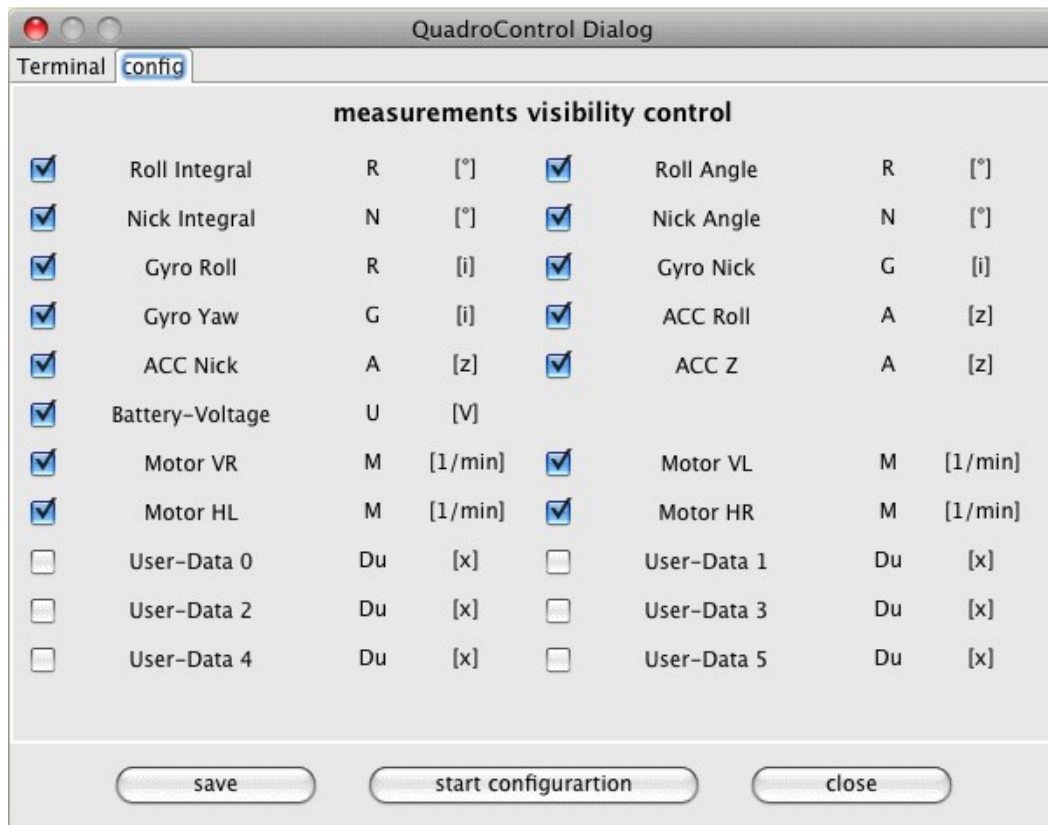 QuadroControl Dialog
Terminal config
measurements visibility control
Roll Integral R [°] Roll Angle R [°]
Nick Integral N [°] Nick Angle N [°]
Gyro Roll R [i] Gyro Nick G [i]
Gyro Yaw G [i] ACC Roll A [z]
ACC Nick A [z] ACC Z A [z]
Battery-Voltage U [V]
Motor VR M [1/min] Motor VL M [1/min]
Motor HL M [1/min] Motor HR M [1/min]
User-Data 0 Du [x] User-Data 1 Du [x]
User-Data 2 Du [x] User-Data 3 Du [x]
User-Data 4 Du [x] User-Data 5 Du [x]
save start configurartion close